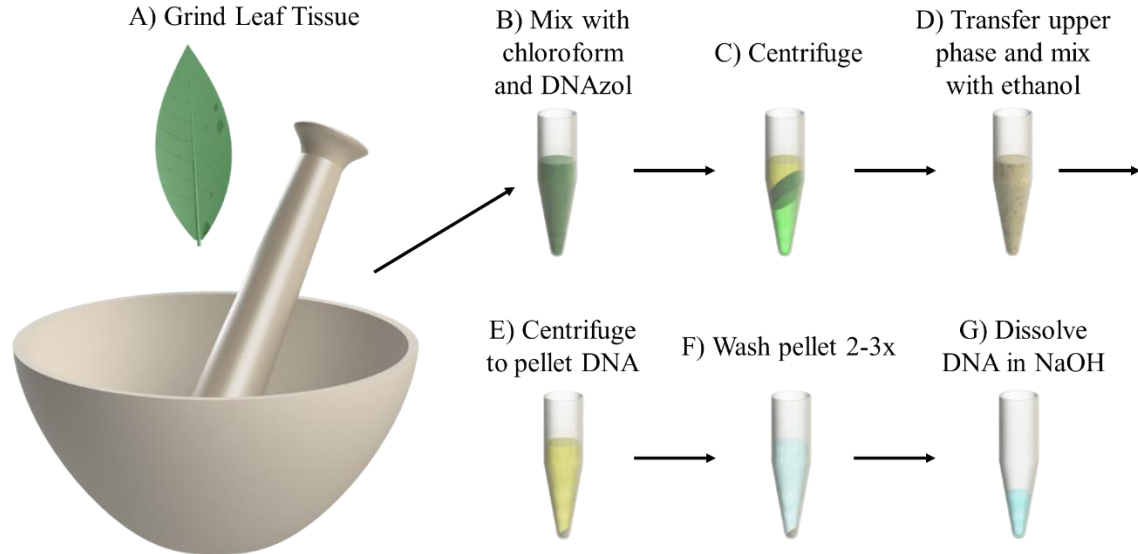 A) Grind Leaf Tissue
B) Mix with
chloroform
and DNAzol
C) Centrifuge
D) Transfer upper
phase and mix
with ethanol
E) Centrifuge
to pellet DNA
F) Wash pellet 2-3x
G) Dissolve
DNA in NaOH